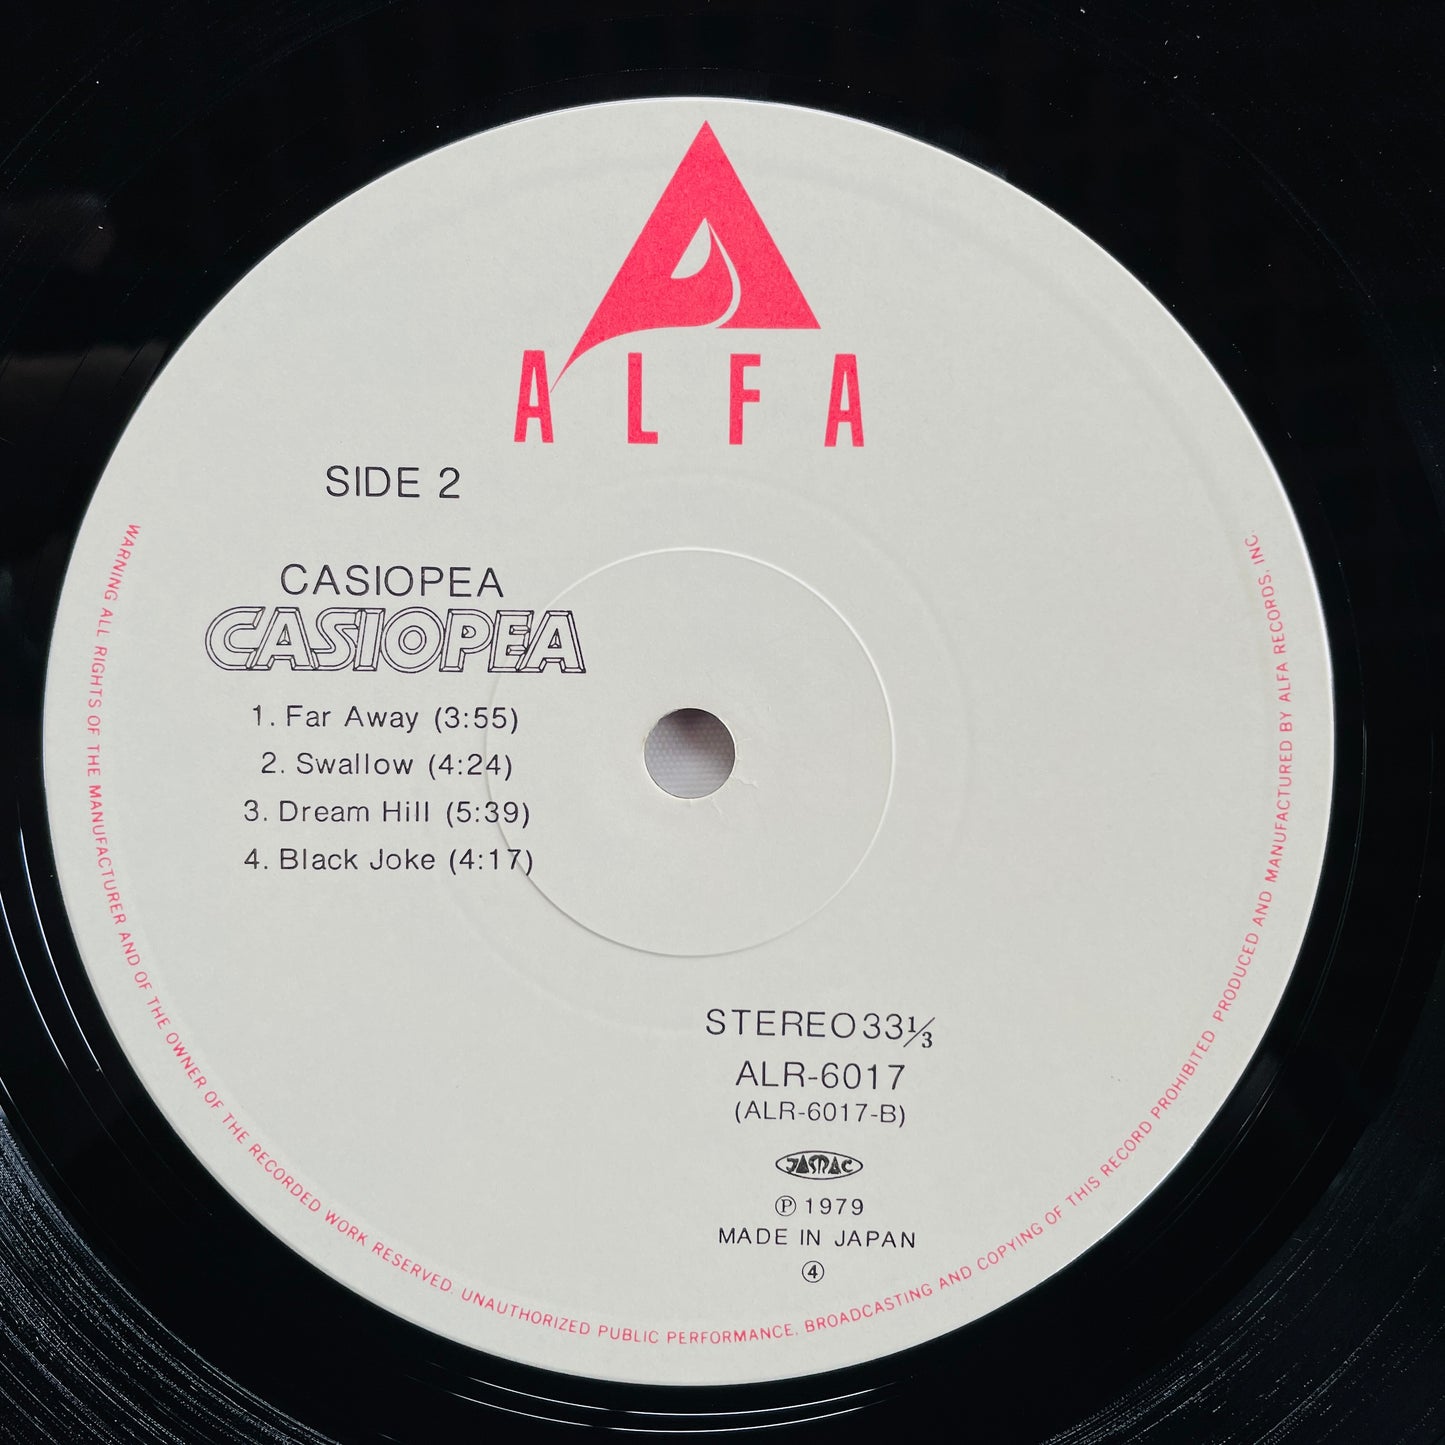 ALFA
SIDE 2
CASIOPEA
CASIOPEA
1. Far Away (3:55)
2. Swallow (4:24)
3. Dream Hill (5:39)
4. Black Joke (4:17)
STEREO 33⅓
ALR-6017
(ALR-6017-B)
JASRAC
Ⓟ 1979
MADE IN JAPAN
④
WARNING ALL RIGHTS OF THE MANUFACTURER AND OF THE OWNER OF THE RECORDED WORK RESERVED. UNAUTHORIZED PUBLIC PERFORMANCE. BROADCASTING AND COPYING OF THIS RECORD PROHIBITED PRODUCED AND MANUFACTURED BY ALFA RECORDS, INC.